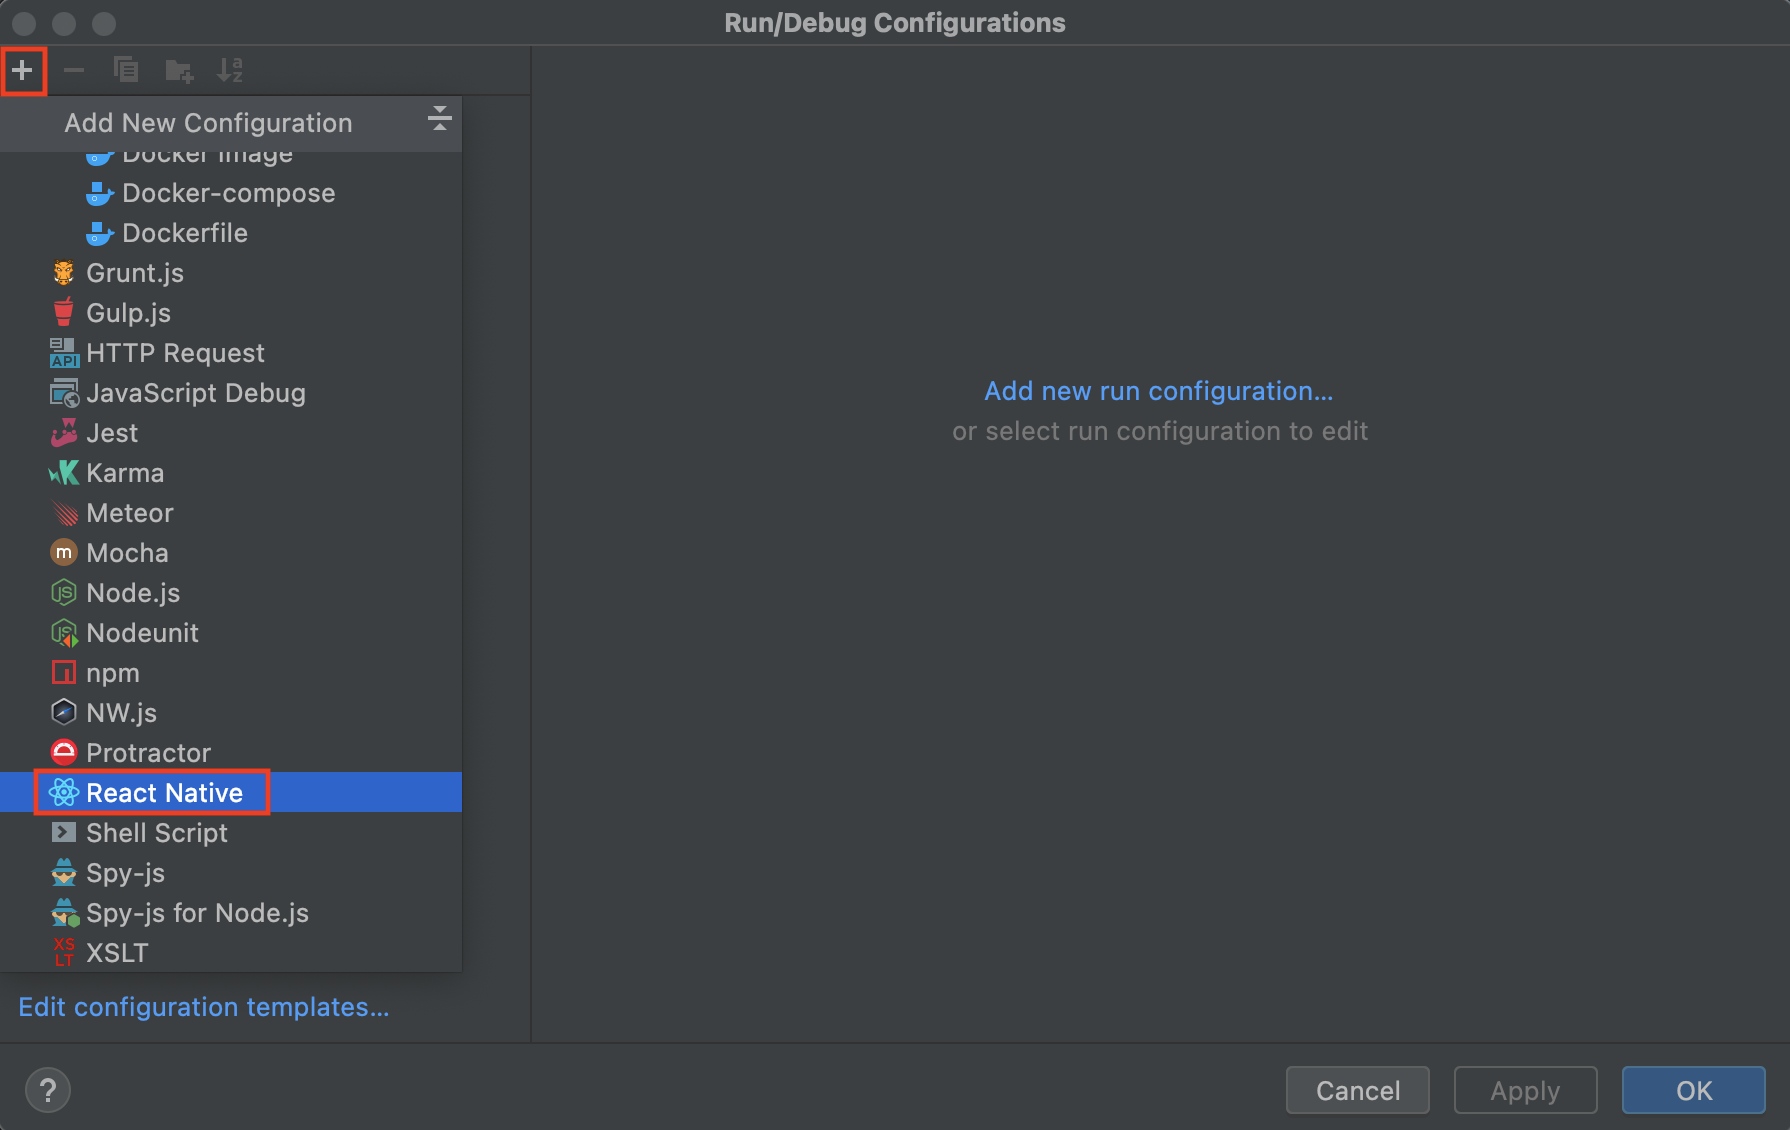 Run/Debug Configurations
Add New Configuration
Docker Image
Docker-compose
Dockerfile
Grunt.js
Gulp.js
HTTP Request
JavaScript Debug
Jest
Karma
Meteor
Mocha
Node.js
Nodeunit
npm
NW.js
Protractor
React Native
Shell Script
Spy-js
Spy-js for Node.js
XSLT
Edit configuration templates...
Add new run configuration...
or select run configuration to edit
?
Cancel
Apply
OK